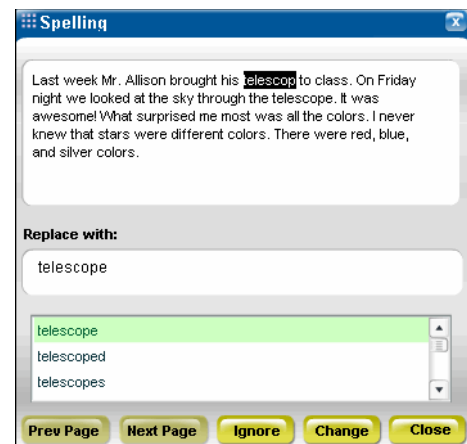 Spelling
Last week Mr. Allison brought his telescop to class. On Friday
night we looked at the sky through the telescope. It was
awesome! What surprised me most was all the colors. I never
knew that stars were different colors. There were red, blue,
and silver colors.
Replace with:
telescope
telescope
telescoped
telescopes
Prev Page Next Page Ignore Change Close